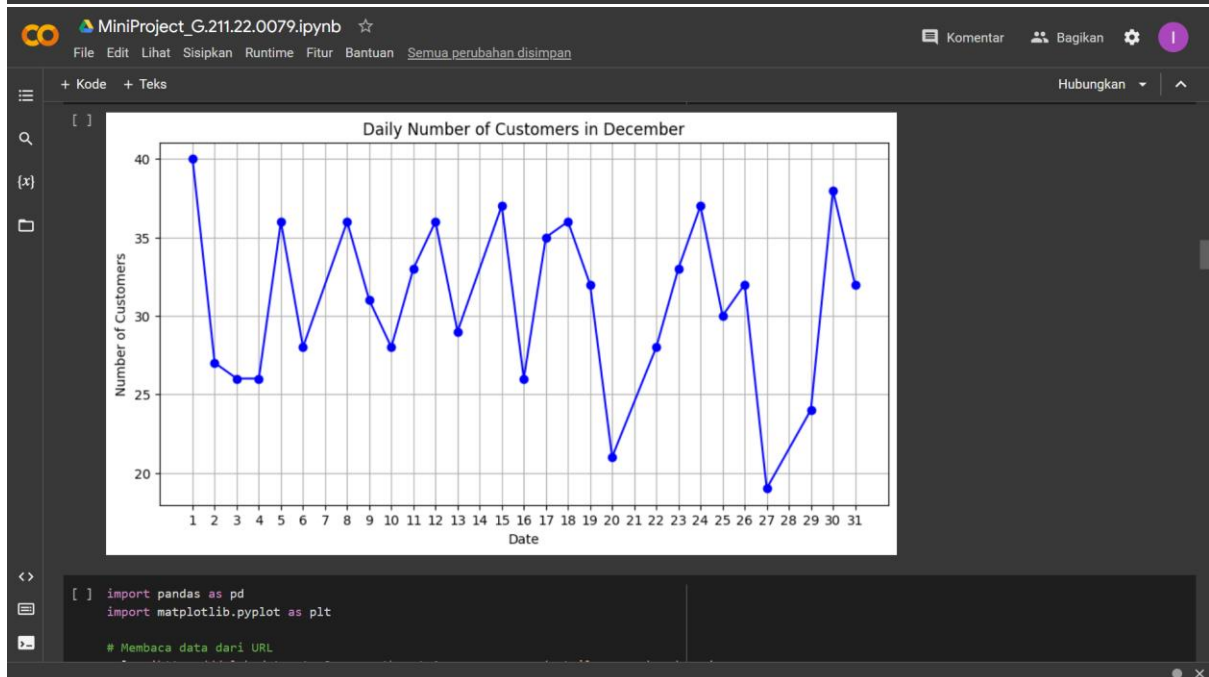 CO MiniProject_G.211.22.0079.ipynb
File Edit Lihat Sisipkan Runtime Fitur Bantuan Semua perubahan disimpan
Komentar Bagikan I
+ Kode + Teks
Hubungkan
[ ]
{x}
Daily Number of Customers in December
Number of Customers
40
35
30
25
20
1 2 3 4 5 6 7 8 9 10 11 12 13 14 15 16 17 18 19 20 21 22 23 24 25 26 27 28 29 30 31
Date
[ ] import pandas as pd
import matplotlib.pyplot as plt
# Membaca data dari URL